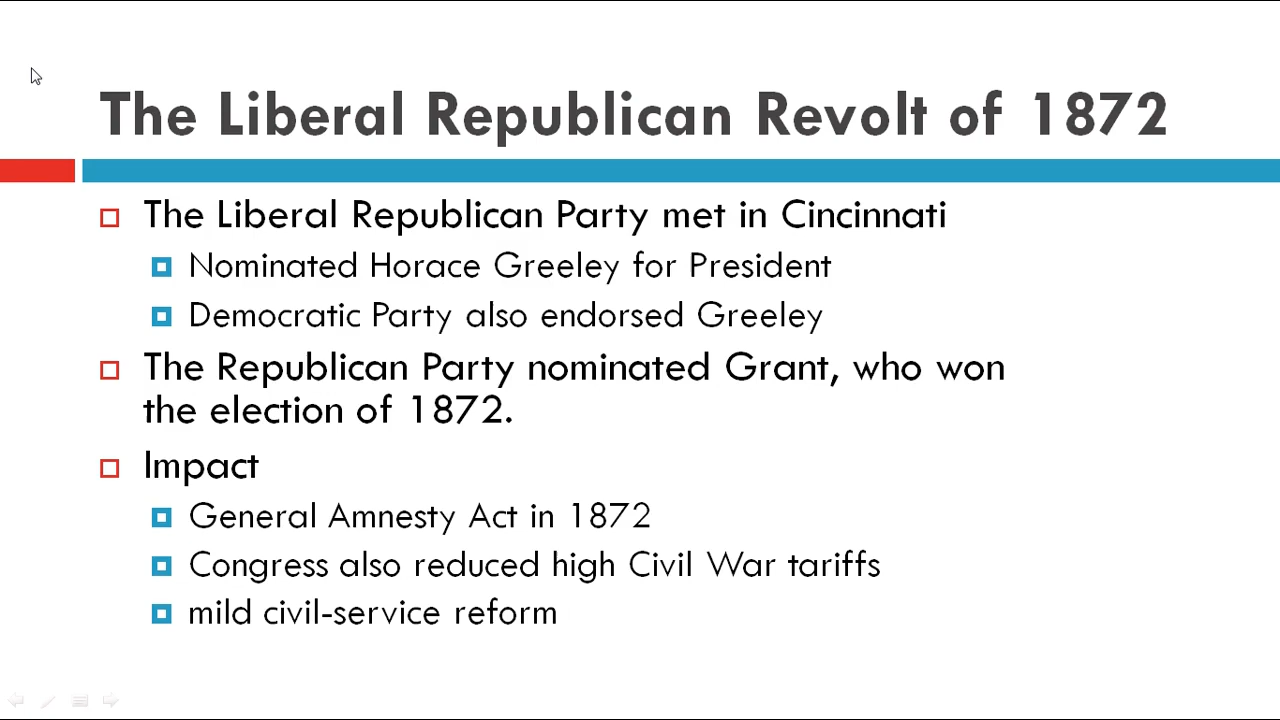 The Liberal Republican Revolt of 1872
The Liberal Republican Party met in Cincinnati
Nominated Horace Greeley for President
Democratic Party also endorsed Greeley
The Republican Party nominated Grant, who won
the election of 1872.
Impact
General Amnesty Act in 1872
Congress also reduced high Civil War tariffs
mild civil-service reform